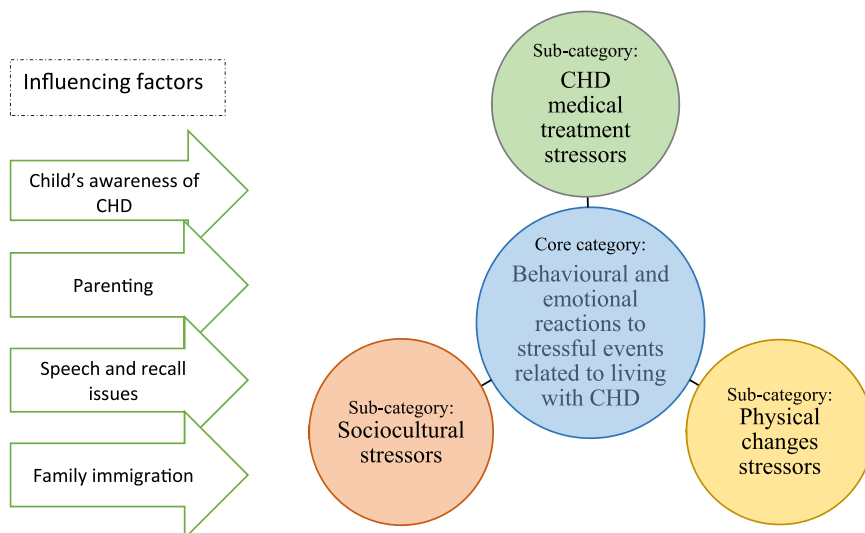 Influencing factors
Child’s awareness of
CHD
Parenting
Speech and recall
issues
Family immigration
Sub-category:
CHD
medical
treatment
stressors
Core category:
Behavioural and
emotional
reactions to
stressful events
related to living
with CHD
Sub-category:
Sociocultural
stressors
Sub-category:
Physical
changes
stressors